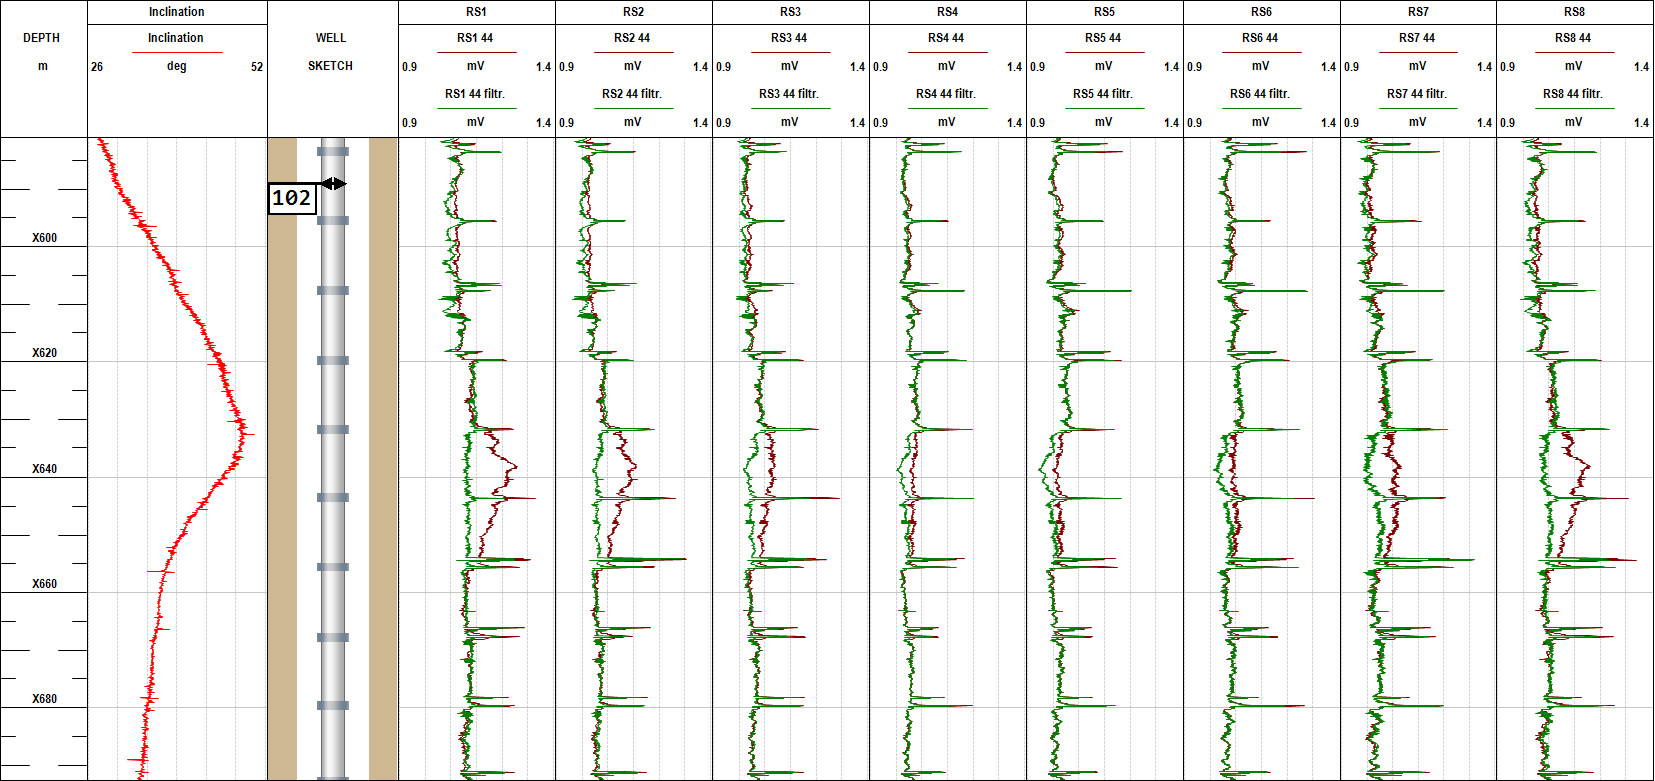 Inclination RS1 RS2 RS3 RS4 RS5 RS6 RS7 RS8
DEPTH Inclination WELL RS1 44 RS2 44 RS3 44 RS4 44 RS5 44 RS6 44 RS7 44 RS8 44
m 26 deg 52 SKETCH 0.9 mV 1.4 0.9 mV 1.4 0.9 mV 1.4 0.9 mV 1.4 0.9 mV 1.4 0.9 mV 1.4 0.9 mV 1.4 0.9 mV 1.4
RS1 44 filtr. RS2 44 filtr. RS3 44 filtr. RS4 44 filtr. RS5 44 filtr. RS6 44 filtr. RS7 44 filtr. RS8 44 filtr.
0.9 mV 1.4 0.9 mV 1.4 0.9 mV 1.4 0.9 mV 1.4 0.9 mV 1.4 0.9 mV 1.4 0.9 mV 1.4 0.9 mV 1.4
102
X600
X620
X640
X660
X680